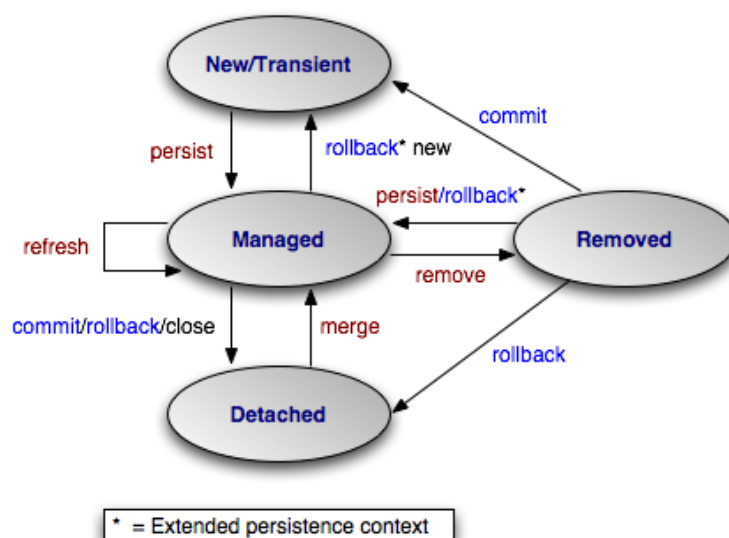 New/Transient
commit
persist
rollback* new
persist/rollback*
refresh
Managed
Removed
remove
commit/rollback/close
merge
rollback
Detached
* = Extended persistence context